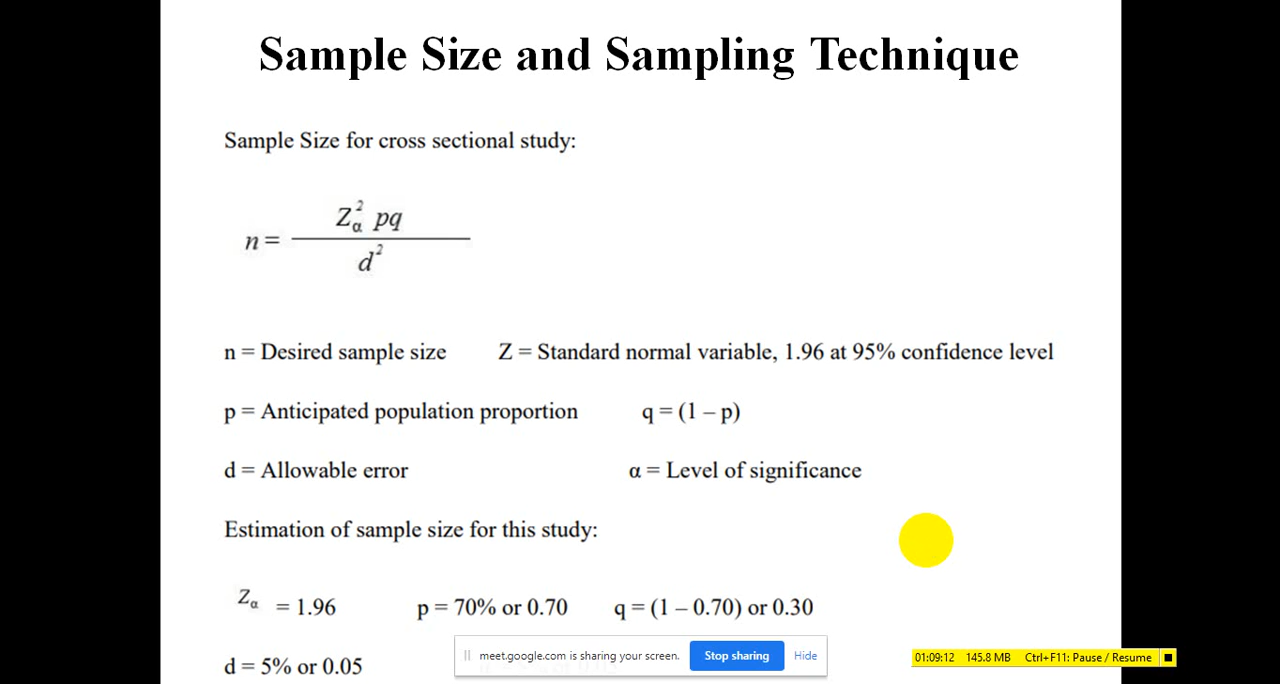 Sample Size and Sampling Technique
Sample Size for cross sectional study:
n = Zα² pq / d²
n = Desired sample size Z = Standard normal variable, 1.96 at 95% confidence level
p = Anticipated population proportion q = (1 – p)
d = Allowable error α = Level of significance
Estimation of sample size for this study:
Zα = 1.96 p = 70% or 0.70 q = (1 – 0.70) or 0.30
meet.google.com is sharing your screen. Stop sharing Hide
01:09:12 145.8 MB Ctrl+F11: Pause / Resume
d = 5% or 0.05